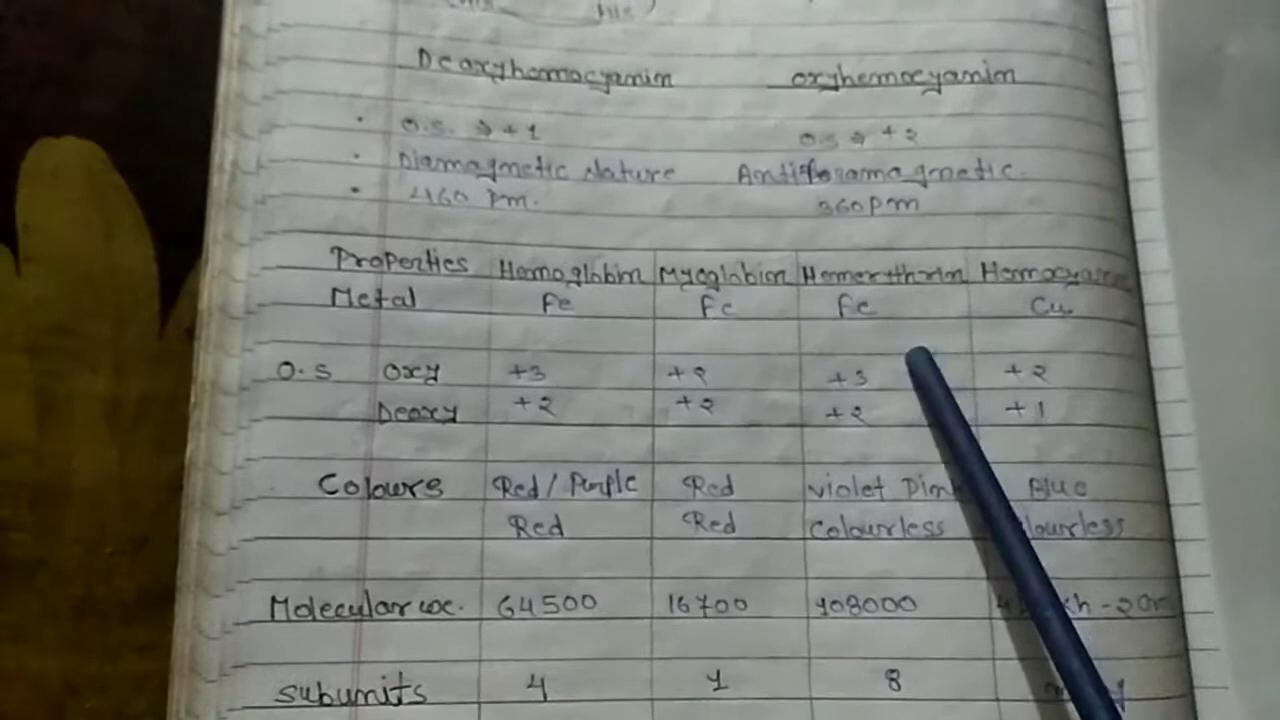 Deoxyhemocyanin oxyhemocyanin
• O.S. ⇒ +1 O.S ⇒ +2
• Diamagnetic Nature Antiferomagnetic.
• 460 Pm. 360pm
Properties Hemoglobin Myoglobion Hemerttharin
Metal Fe Fe Fe Cu
O.S Oxy +3 +2 +3 +2
Deoxy +2 +2 +2 +1
Colours Red / Purple Red Violet Blue
Red Red Colourless
Molecular wt. 64500 16700 108000
Subunits 4 1 8